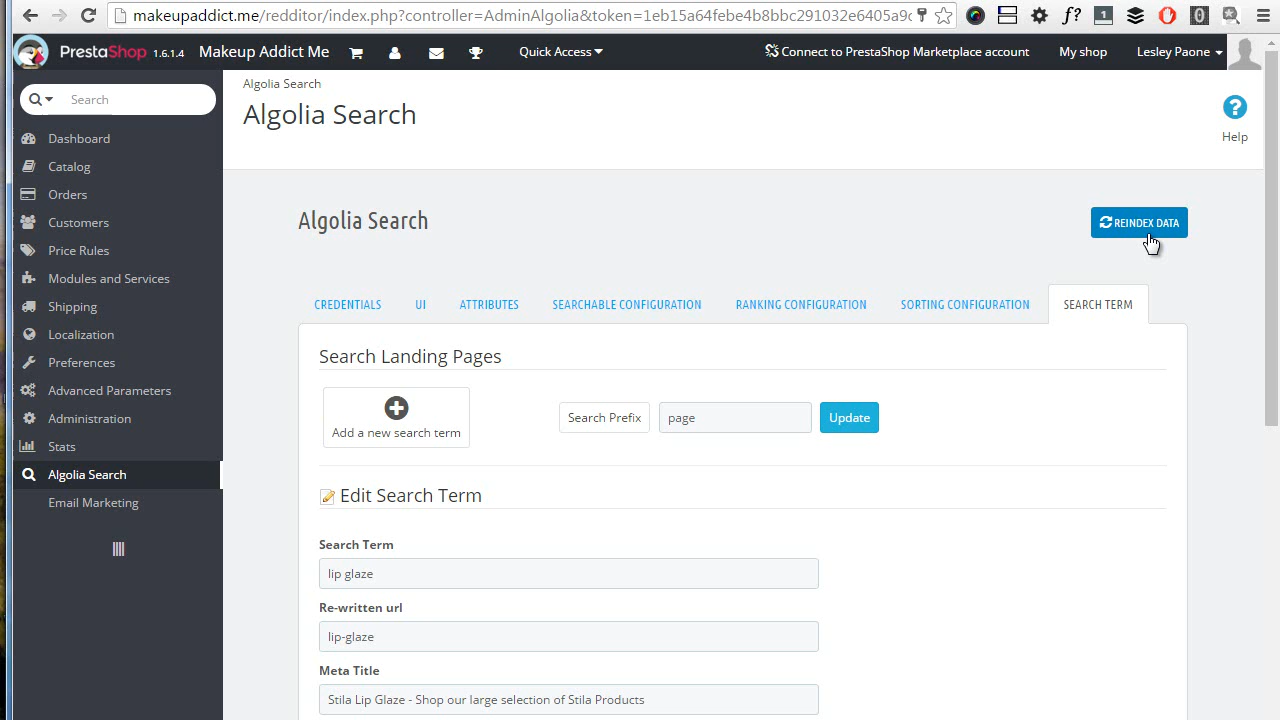 makeupaddict.me/redditor/index.php?controller=AdminAlgolia&token=1eb15a64febe4b8bb291032e6405a9
PrestaShop 1.6.1.4 Makeup Addict Me Quick Access Connect to PrestaShop Marketplace account My shop Lesley Paone
Search
Dashboard
Catalog
Orders
Customers
Price Rules
Modules and Services
Shipping
Localization
Preferences
Advanced Parameters
Administration
Stats
Algolia Search
Email Marketing
Algolia Search
Algolia Search
Help
Algolia Search
REINDEX DATA
CREDENTIALS UI ATTRIBUTES SEARCHABLE CONFIGURATION RANKING CONFIGURATION SORTING CONFIGURATION SEARCH TERM
Search Landing Pages
Add a new search term
Search Prefix page Update
Edit Search Term
Search Term
lip glaze
Re-written url
lip-glaze
Meta Title
Stila Lip Glaze - Shop our large selection of Stila Products